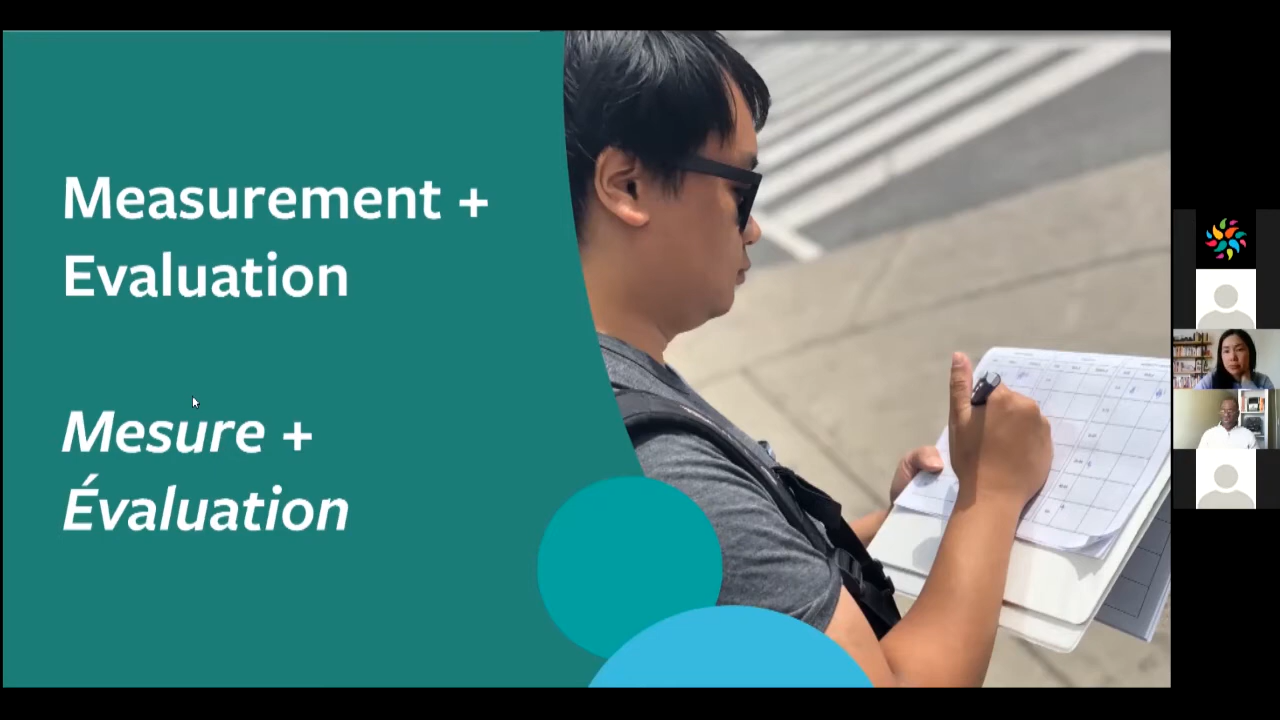 Measurement +
Evaluation
Mesure +
Évaluation